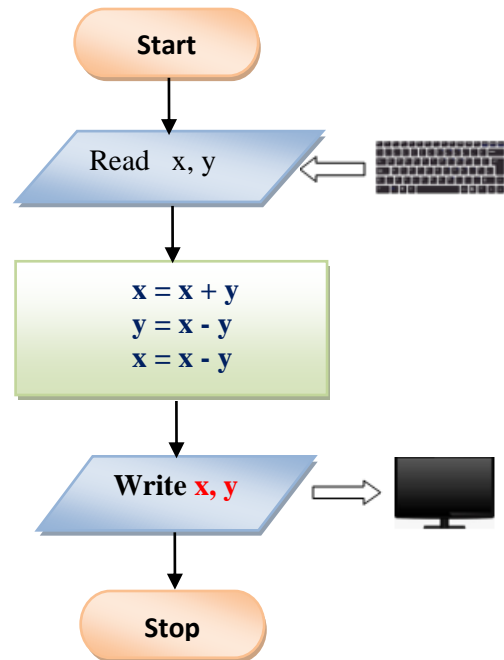 Start
Read x, y
x = x + y
y = x - y
x = x - y
Write x, y
Stop